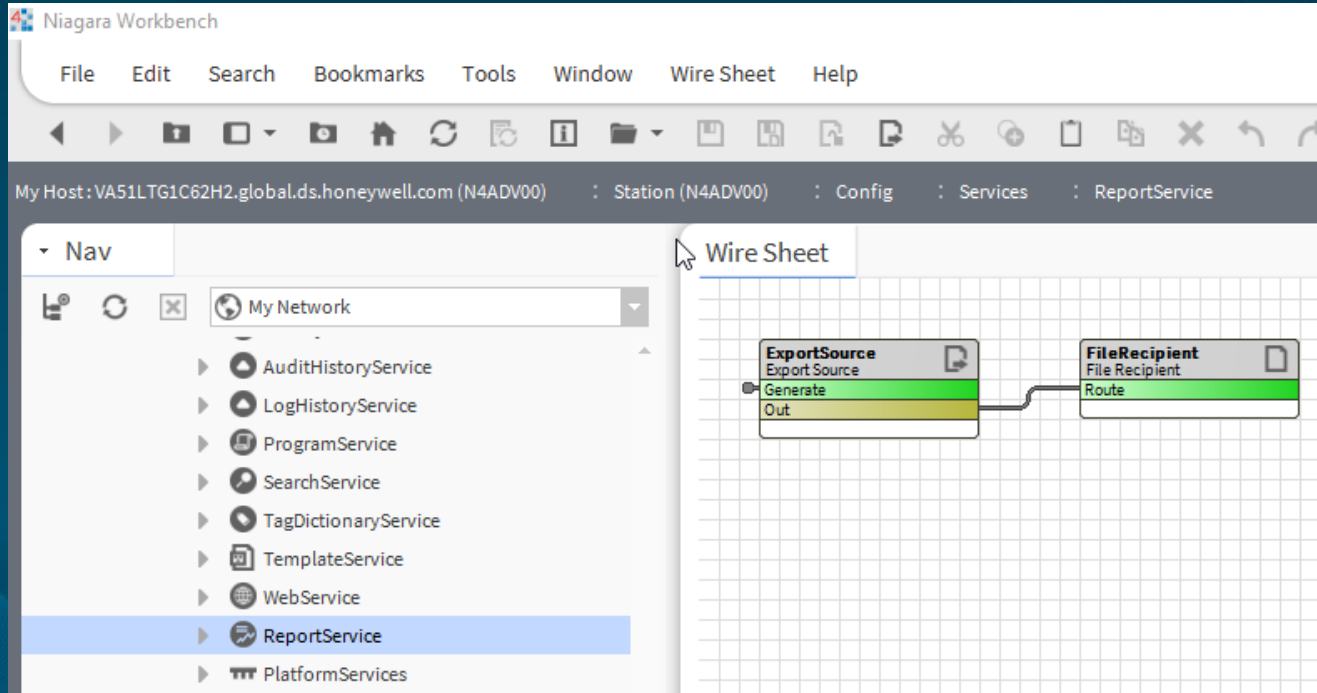 Niagara Workbench
File Edit Search Bookmarks Tools Window Wire Sheet Help
My Host : VA51LTG1C62H2.global.ds.honeywell.com (N4ADV00) : Station (N4ADV00) : Config : Services : ReportService
Nav
Wire Sheet
My Network
AuditHistoryService
LogHistoryService
ProgramService
SearchService
TagDictionaryService
TemplateService
WebService
ReportService
PlatformServices
ExportSource
Export Source
Generate
Out
FileRecipient
File Recipient
Route